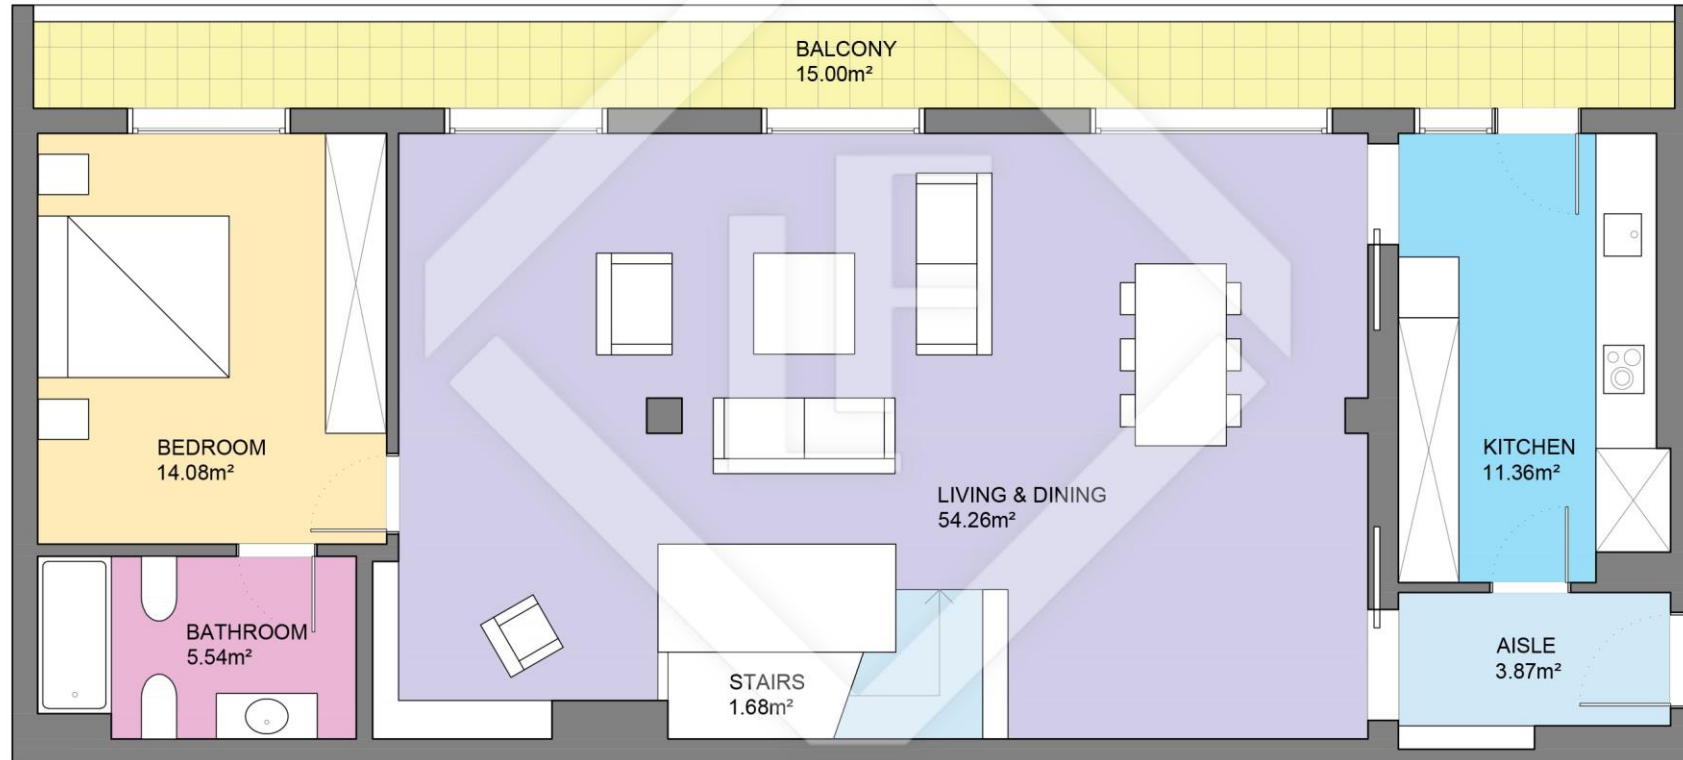 BALCONY
15.00m²
BEDROOM
14.08m²
LIVING & DINING
54.26m²
KITCHEN
11.36m²
BATHROOM
5.54m²
STAIRS
1.68m²
AISLE
3.87m²